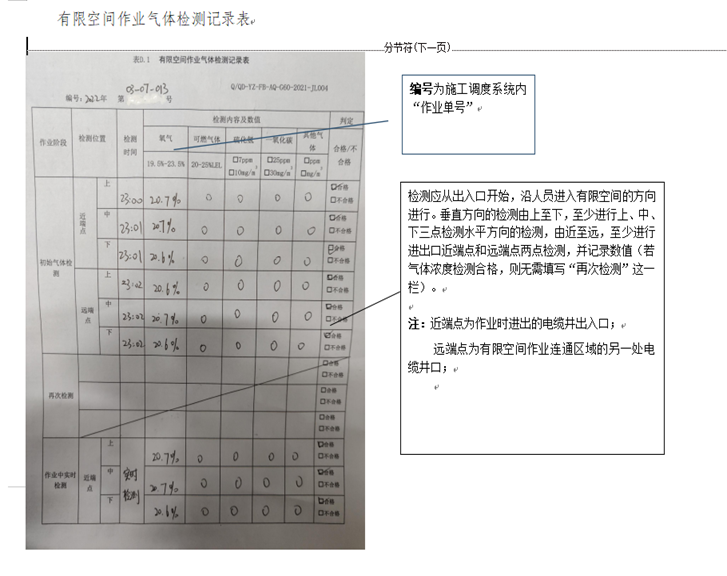 有限空间作业气体检测记录表
分节符(下一页)
表D.1 有限空间作业气体检测记录表
Q/QD-YZ-FB-AQ-G60-2021-JL004
编号：2022年 第 03-07-013 号
作业阶段 检测位置 检测时间 检测内容及数值 判定
氧气 可燃气体 硫化氢 一氧化碳 其他气体 合格/不合格
19.5%-23.5% 20-25%LEL □7ppm □25ppm □ppm
□10mg/m³ □30mg/m³ □mg/m³
初始气体检测
近端点
上 23:00 20.7% 0 0 0 0 合格
□不合格
中 23:01 20.7% 0 0 0 0 合格
□不合格
下 23:01 20.6% 0 0 0 0 合格
□不合格
远端点
上 23:02 20.6% 0 0 0 0 合格
□不合格
中 23:02 20.7% 0 0 0 0 合格
□不合格
下 23:02 20.6% 0 0 0 0 合格
□不合格
再次检测
□合格
□不合格
□合格
□不合格
□合格
□不合格
作业中实时检测
近端点
实时检测
上 20.7% 0 0 0 0 合格
□不合格
中 20.7% 0 0 0 0 合格
□不合格
下 20.6% 0 0 0 0 合格
□不合格
编号为施工调度系统内
“作业单号”
检测应从出入口开始，沿人员进入有限空间的方向
进行。垂直方向的检测由上至下，至少进行上、中、
下三点检测水平方向的检测，由近至远，至少进行
进出口近端点和远端点两点检测，并记录数值（若
气体浓度检测合格，则无需填写“再次检测”这一
栏）。
注：近端点为作业时进出的电缆井出入口；
远端点为有限空间作业连通区域的另一处电
缆井口；